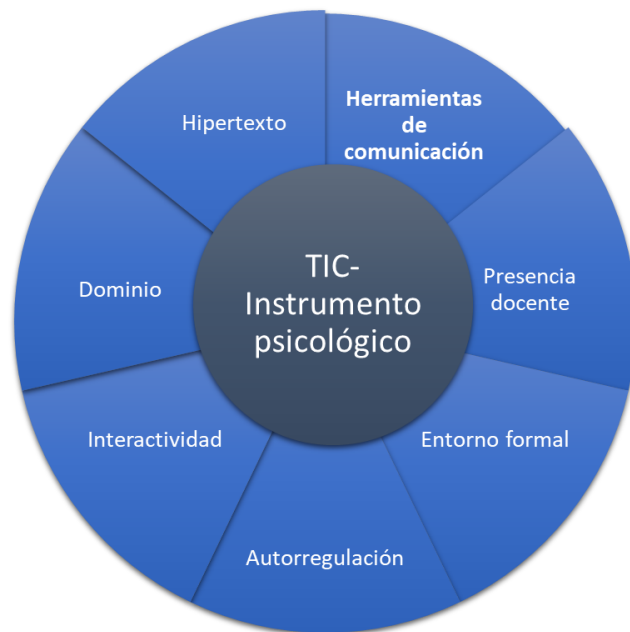 Hipertexto
Herramientas
de
comunicación
Dominio
TIC-
Instrumento
psicológico
Presencia
docente
Interactividad
Entorno formal
Autorregulación